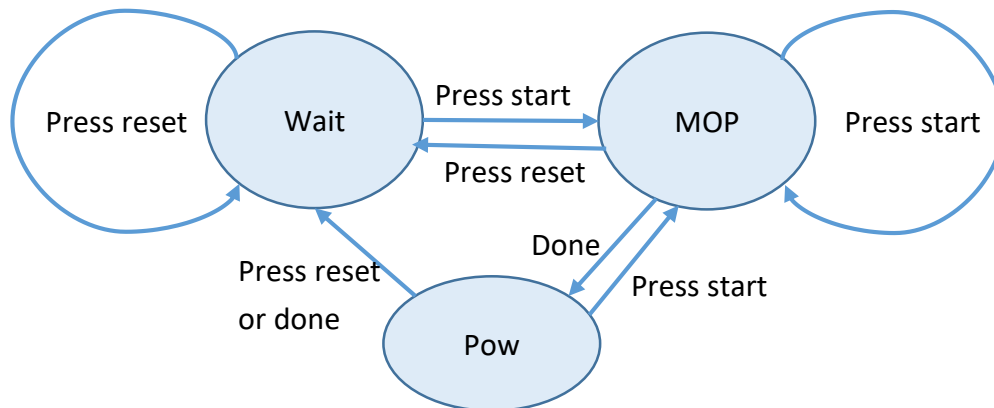 Press start
Press reset
Wait
MOP
Press start
Press reset
Done
Press reset
or done
Press start
Pow